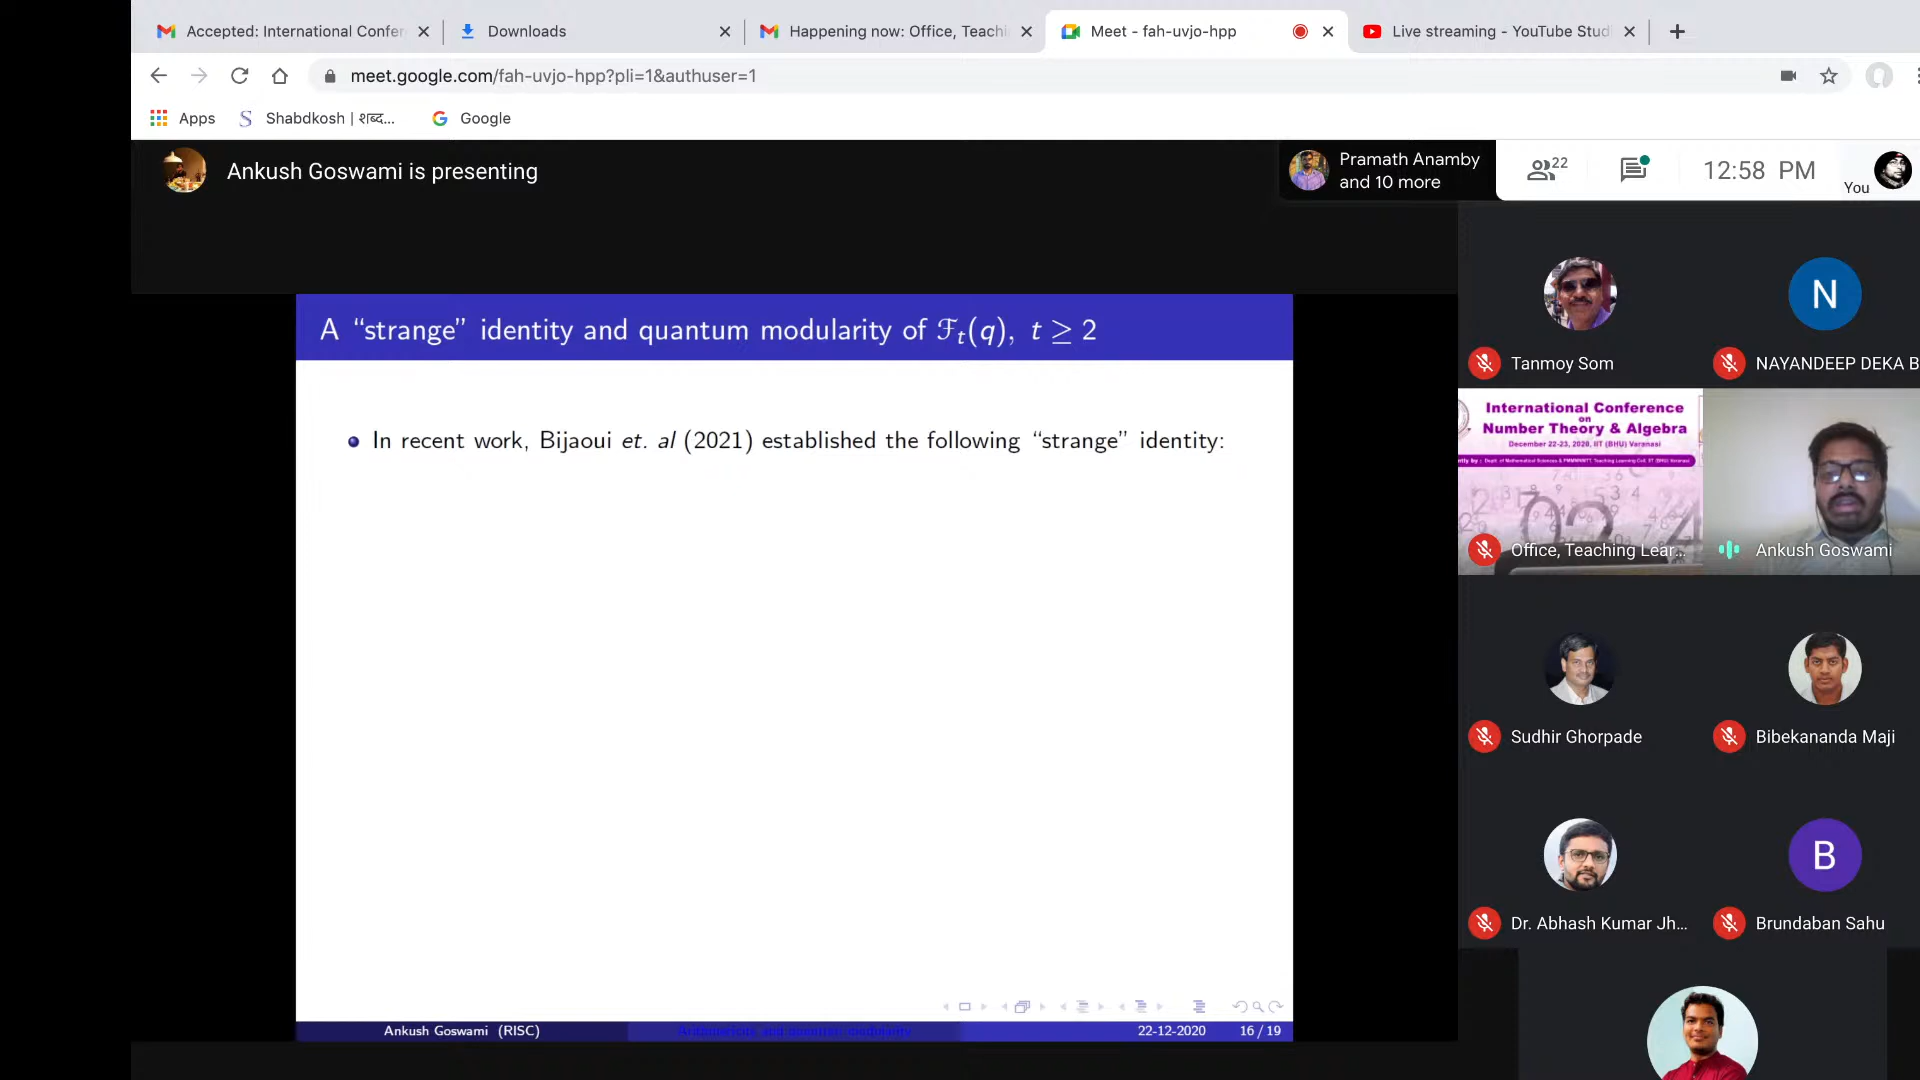 Accepted: International Confer
Downloads
Happening now: Office, Teachi
Meet - fah-uvjo-hpp
Live streaming - YouTube Studi
meet.google.com/fah-uvjo-hpp?pli=1&authuser=1
Apps
Shabdkosh | शब्द...
Google
Ankush Goswami is presenting
Pramath Anamby
and 10 more
22
12:58 PM
You
A “strange” identity and quantum modularity of ℱₜ(q), t ≥ 2
• In recent work, Bijaoui et. al (2021) established the following “strange” identity:
Ankush Goswami (RISC)
22-12-2020
16 / 19
Tanmoy Som
N
NAYANDEEP DEKA B
International Conference
on
Number Theory & Algebra
December 22-23, 2020, IIT (BHU) Varanasi
Office, Teaching Lear...
Ankush Goswami
Sudhir Ghorpade
Bibekananda Maji
Dr. Abhash Kumar Jh...
B
Brundaban Sahu